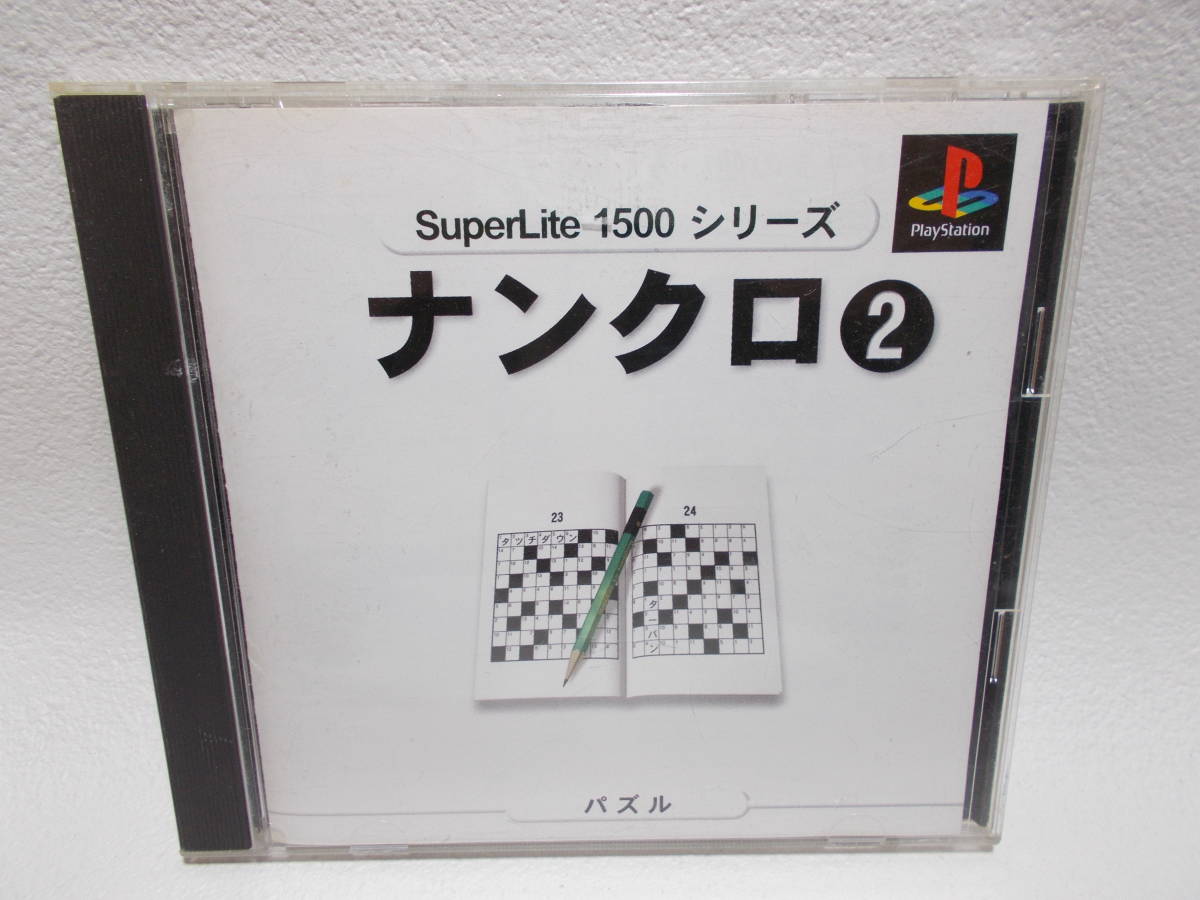 SuperLite 1500 シリーズ
PlayStation
ナンクロ2
23
24
タッチダウン
ターバン
パズル